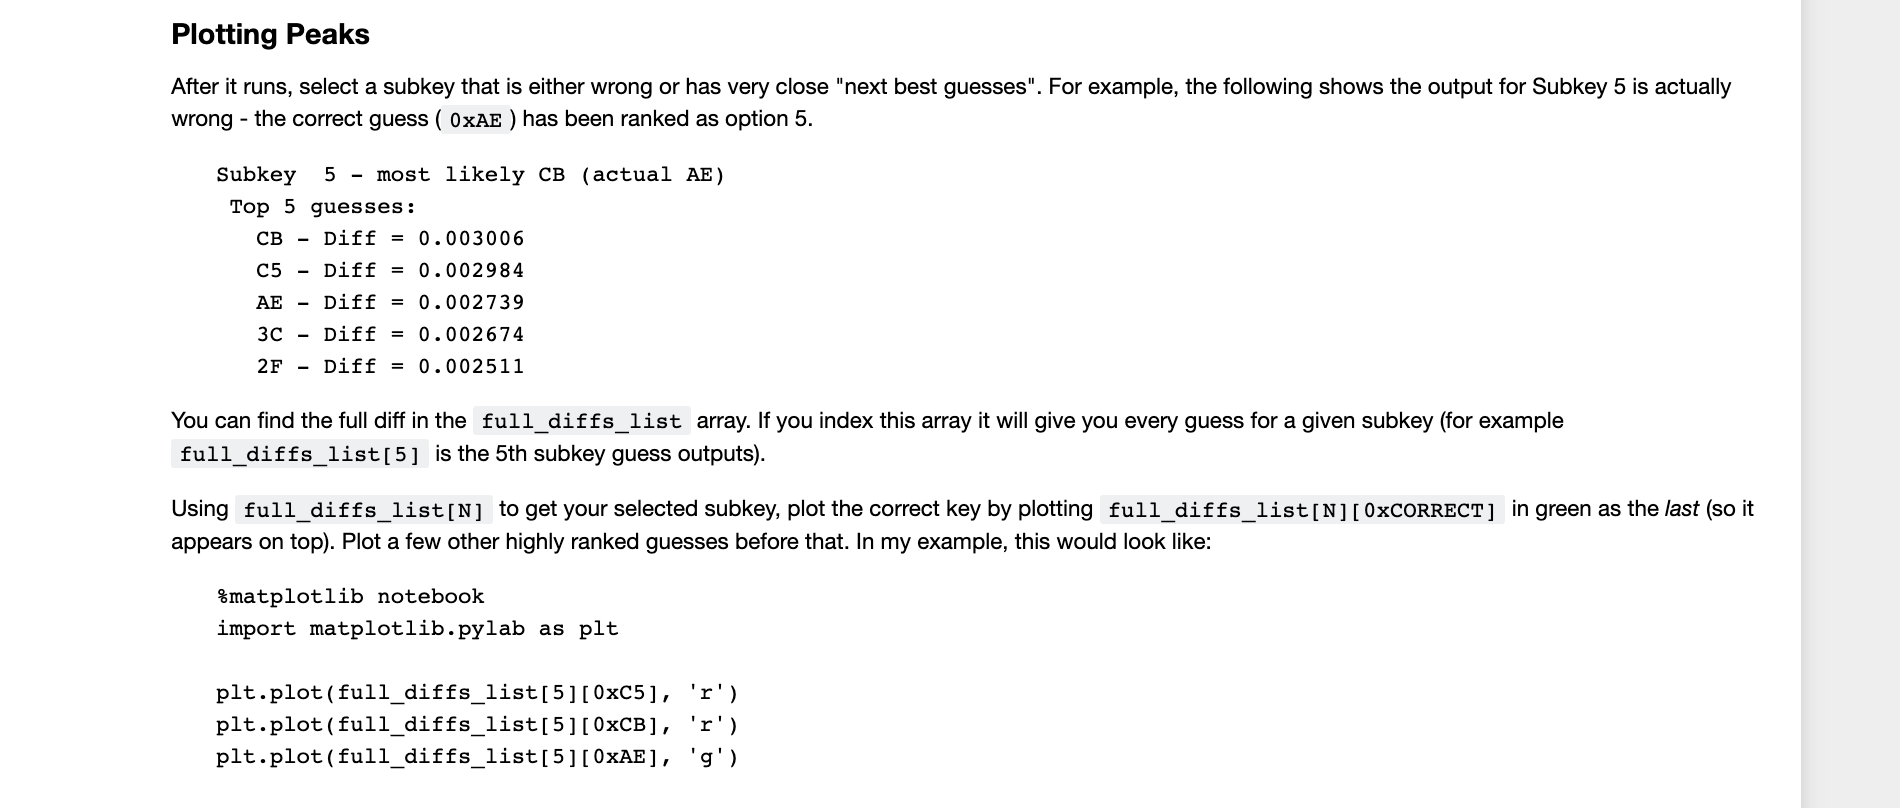 Plotting Peaks
After it runs, select a subkey that is either wrong or has very close "next best guesses". For example, the following shows the output for Subkey 5 is actually
wrong - the correct guess ( 0xAE ) has been ranked as option 5.
Subkey  5 - most likely CB (actual AE)
 Top 5 guesses:
   CB - Diff = 0.003006
   C5 - Diff = 0.002984
   AE - Diff = 0.002739
   3C - Diff = 0.002674
   2F - Diff = 0.002511
You can find the full diff in the full_diffs_list array. If you index this array it will give you every guess for a given subkey (for example
full_diffs_list[5] is the 5th subkey guess outputs).
Using full_diffs_list[N] to get your selected subkey, plot the correct key by plotting full_diffs_list[N][0xCORRECT] in green as the last (so it
appears on top). Plot a few other highly ranked guesses before that. In my example, this would look like:
%matplotlib notebook
import matplotlib.pylab as plt
plt.plot(full_diffs_list[5][0xC5], 'r')
plt.plot(full_diffs_list[5][0xCB], 'r')
plt.plot(full_diffs_list[5][0xAE], 'g')